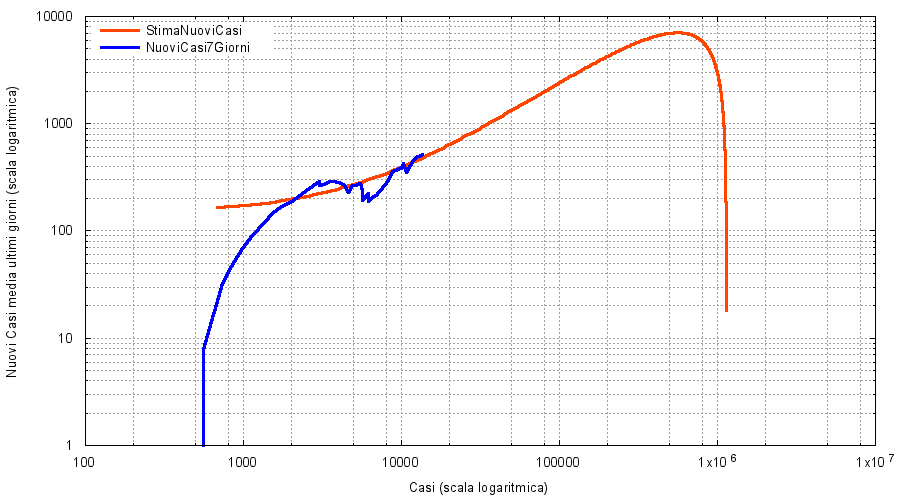 10000
1000
100
10
1
StimaNuoviCasi
NuoviCasi7Giorni
Nuovi Casi media ultimi giorni (scala logaritmica)
100 1000 10000 100000 1x10 6 1x10 7
Casi (scala logaritmica)